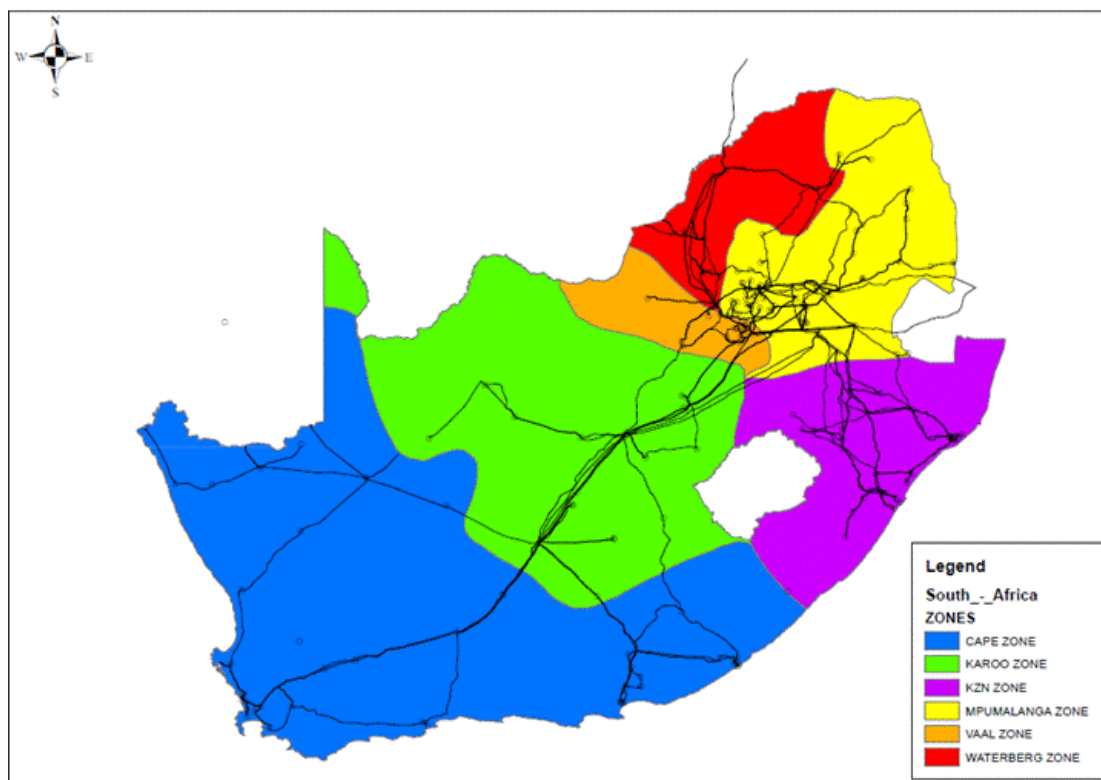 N
W E
S
Legend
South_-_Africa
ZONES
CAPE ZONE
KAROO ZONE
KZN ZONE
MPUMALANGA ZONE
VAAL ZONE
WATERBERG ZONE